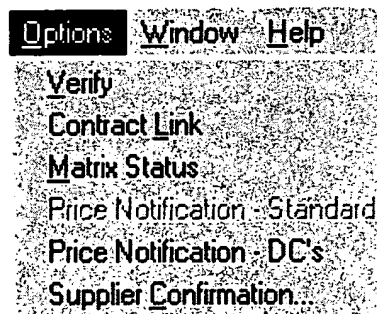 Options Window Help
Verify
Contract Link
Matrix Status
Price Notification - Standard
Price Notification - DC's
Supplier Confirmation...